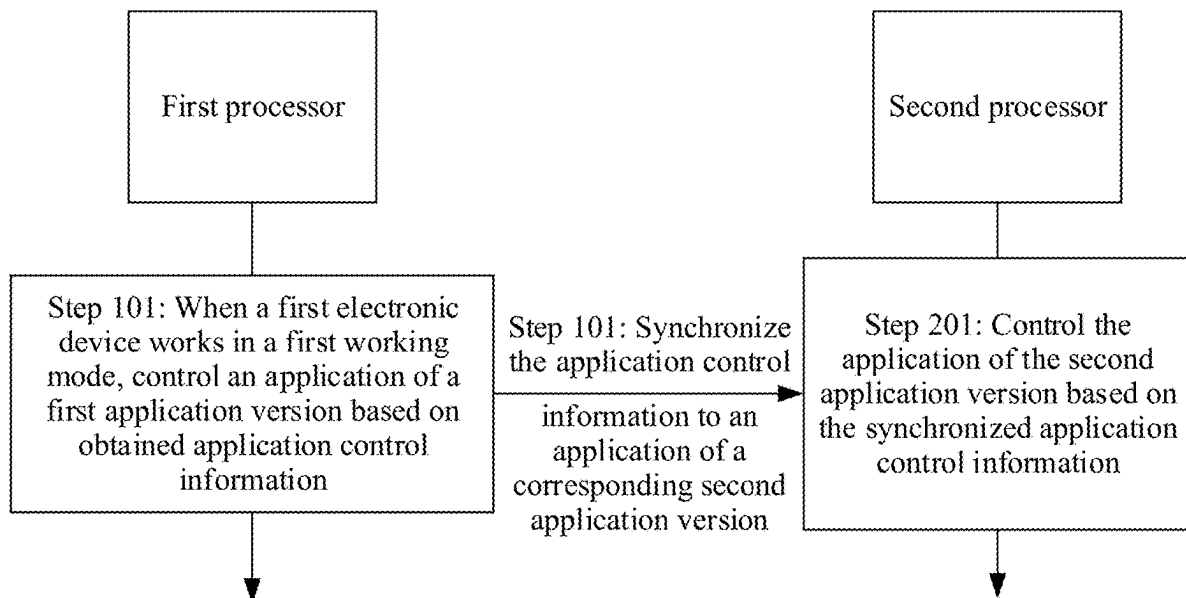 First processor
Second processor
Step 101: When a first electronic
device works in a first working
mode, control an application of a
first application version based on
obtained application control
information
Step 101: Synchronize
the application control
information to an
application of a
corresponding second
application version
Step 201: Control the
application of the second
application version based on
the synchronized application
control information